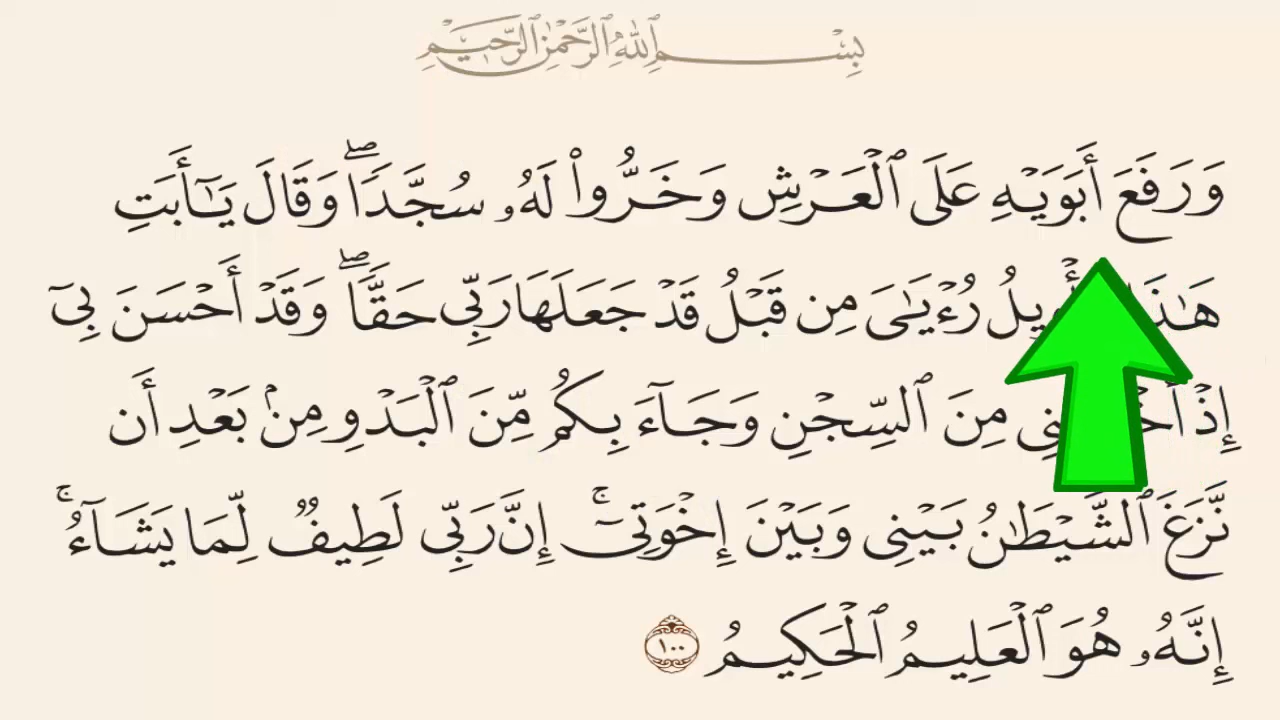 بِسْمِ ٱللَّهِ ٱلرَّحْمَٰنِ ٱلرَّحِيمِ
وَرَفَعَ أَبَوَيْهِ عَلَى ٱلْعَرْشِ وَخَرُّوا۟ لَهُۥ سُجَّدًۭا ۖ وَقَالَ يَـٰٓأَبَتِ
هَـٰذَا رُءْيَـٰىَ مِن قَبْلُ قَدْ جَعَلَهَا رَبِّى حَقًّۭا ۖ وَقَدْ أَحْسَنَ بِىٓ
إِذْ مِنَ ٱلسِّجْنِ وَجَآءَ بِكُم مِّنَ ٱلْبَدْوِ مِنۢ بَعْدِ أَن
نَّزَغَ ٱلشَّيْطَـٰنُ بَيْنِى وَبَيْنَ إِخْوَتِىٓ ۚ إِنَّ رَبِّى لَطِيفٌۭ لِّمَا يَشَآءُ ۚ
إِنَّهُۥ هُوَ ٱلْعَلِيمُ ٱلْحَكِيمُ ١٠٠